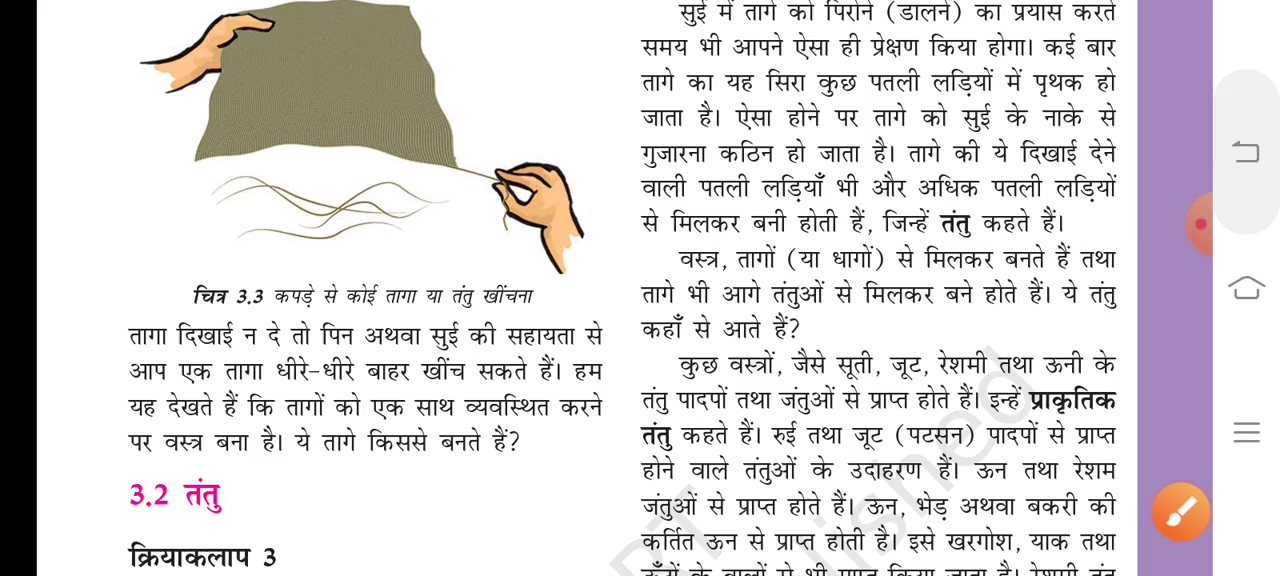 चित्र 3.3 कपड़े से कोई तागा या तंतु खींचना
तागा दिखाई न दे तो पिन अथवा सुई की सहायता से
आप एक तागा धीरे-धीरे बाहर खींच सकते हैं। हम
यह देखते हैं कि तागों को एक साथ व्यवस्थित करने
पर वस्त्र बना है। ये तागे किससे बनते हैं?
3.2 तंतु
क्रियाकलाप 3
सुई में तागे को पिरोने (डालने) का प्रयास करते
समय भी आपने ऐसा ही प्रेक्षण किया होगा। कई बार
तागे का यह सिरा कुछ पतली लड़ियों में पृथक हो
जाता है। ऐसा होने पर तागे को सुई के नाके से
गुजारना कठिन हो जाता है। तागे की ये दिखाई देने
वाली पतली लड़ियाँ भी और अधिक पतली लड़ियों
से मिलकर बनी होती हैं, जिन्हें तंतु कहते हैं।
वस्त्र, तागों (या धागों) से मिलकर बनते हैं तथा
तागे भी आगे तंतुओं से मिलकर बने होते हैं। ये तंतु
कहाँ से आते हैं?
कुछ वस्त्रों, जैसे सूती, जूट, रेशमी तथा ऊनी के
तंतु पादपों तथा जंतुओं से प्राप्त होते हैं। इन्हें प्राकृतिक
तंतु कहते हैं। रुई तथा जूट (पटसन) पादपों से प्राप्त
होने वाले तंतुओं के उदाहरण हैं। ऊन तथा रेशम
जंतुओं से प्राप्त होते हैं। ऊन, भेड़ अथवा बकरी की
कर्तित ऊन से प्राप्त होती है। इसे खरगोश, याक तथा
ऊँटों के बालों से भी प्राप्त किया जाता है। रेशमी तंतु